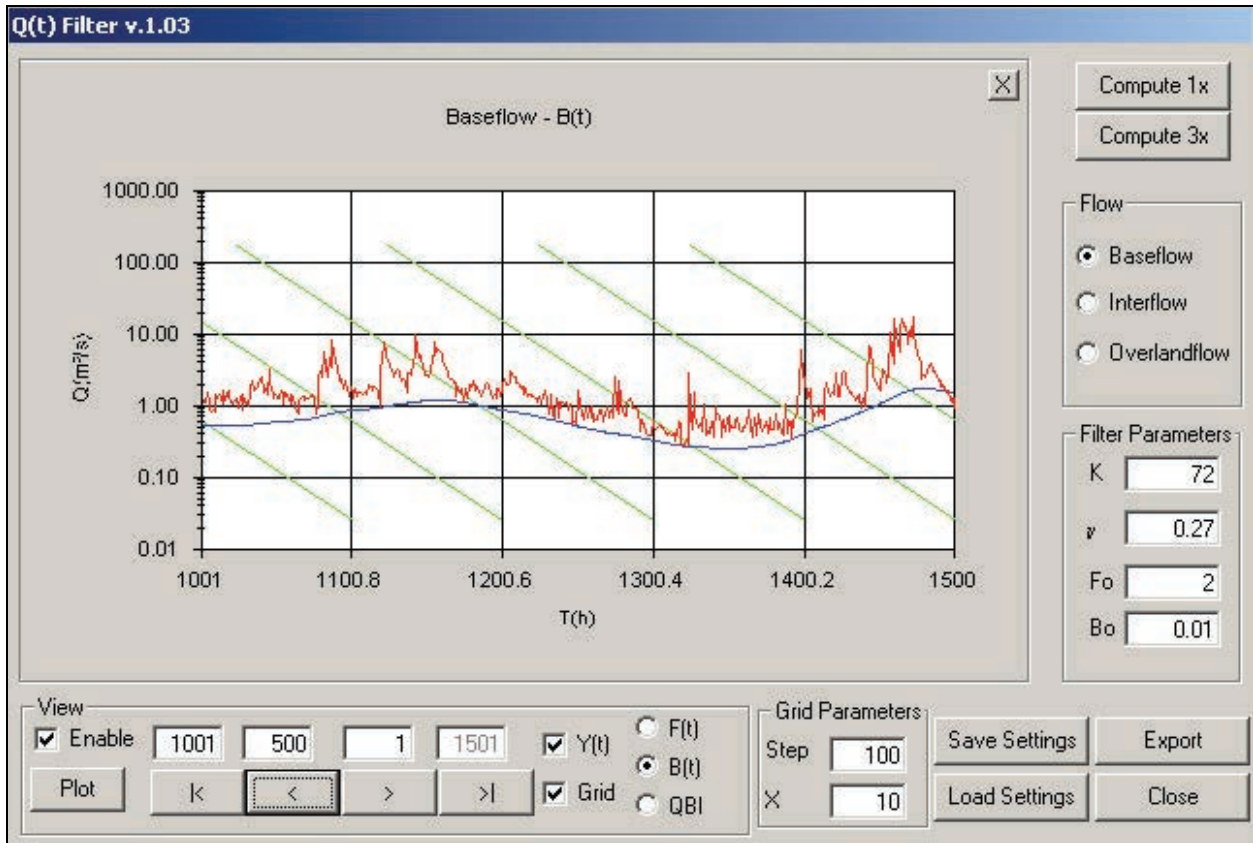 Q(t) Filter v.1.03
X
Compute 1x
Compute 3x
Baseflow - B(t)
1000.00
100.00
10.00
1.00
0.10
0.01
Q(m³/s)
1001 1100.8 1200.6 1300.4 1400.2 1500
T(h)
Flow
Baseflow
Interflow
Overlandflow
Filter Parameters
K 72
γ 0.27
Fo 2
Bo 0.01
View
Enable 1001 500 1 1501
Plot |< < > >|
Y(t)
Grid
F(t)
B(t)
QBI
Grid Parameters
Step 100
X 10
Save Settings Export
Load Settings Close